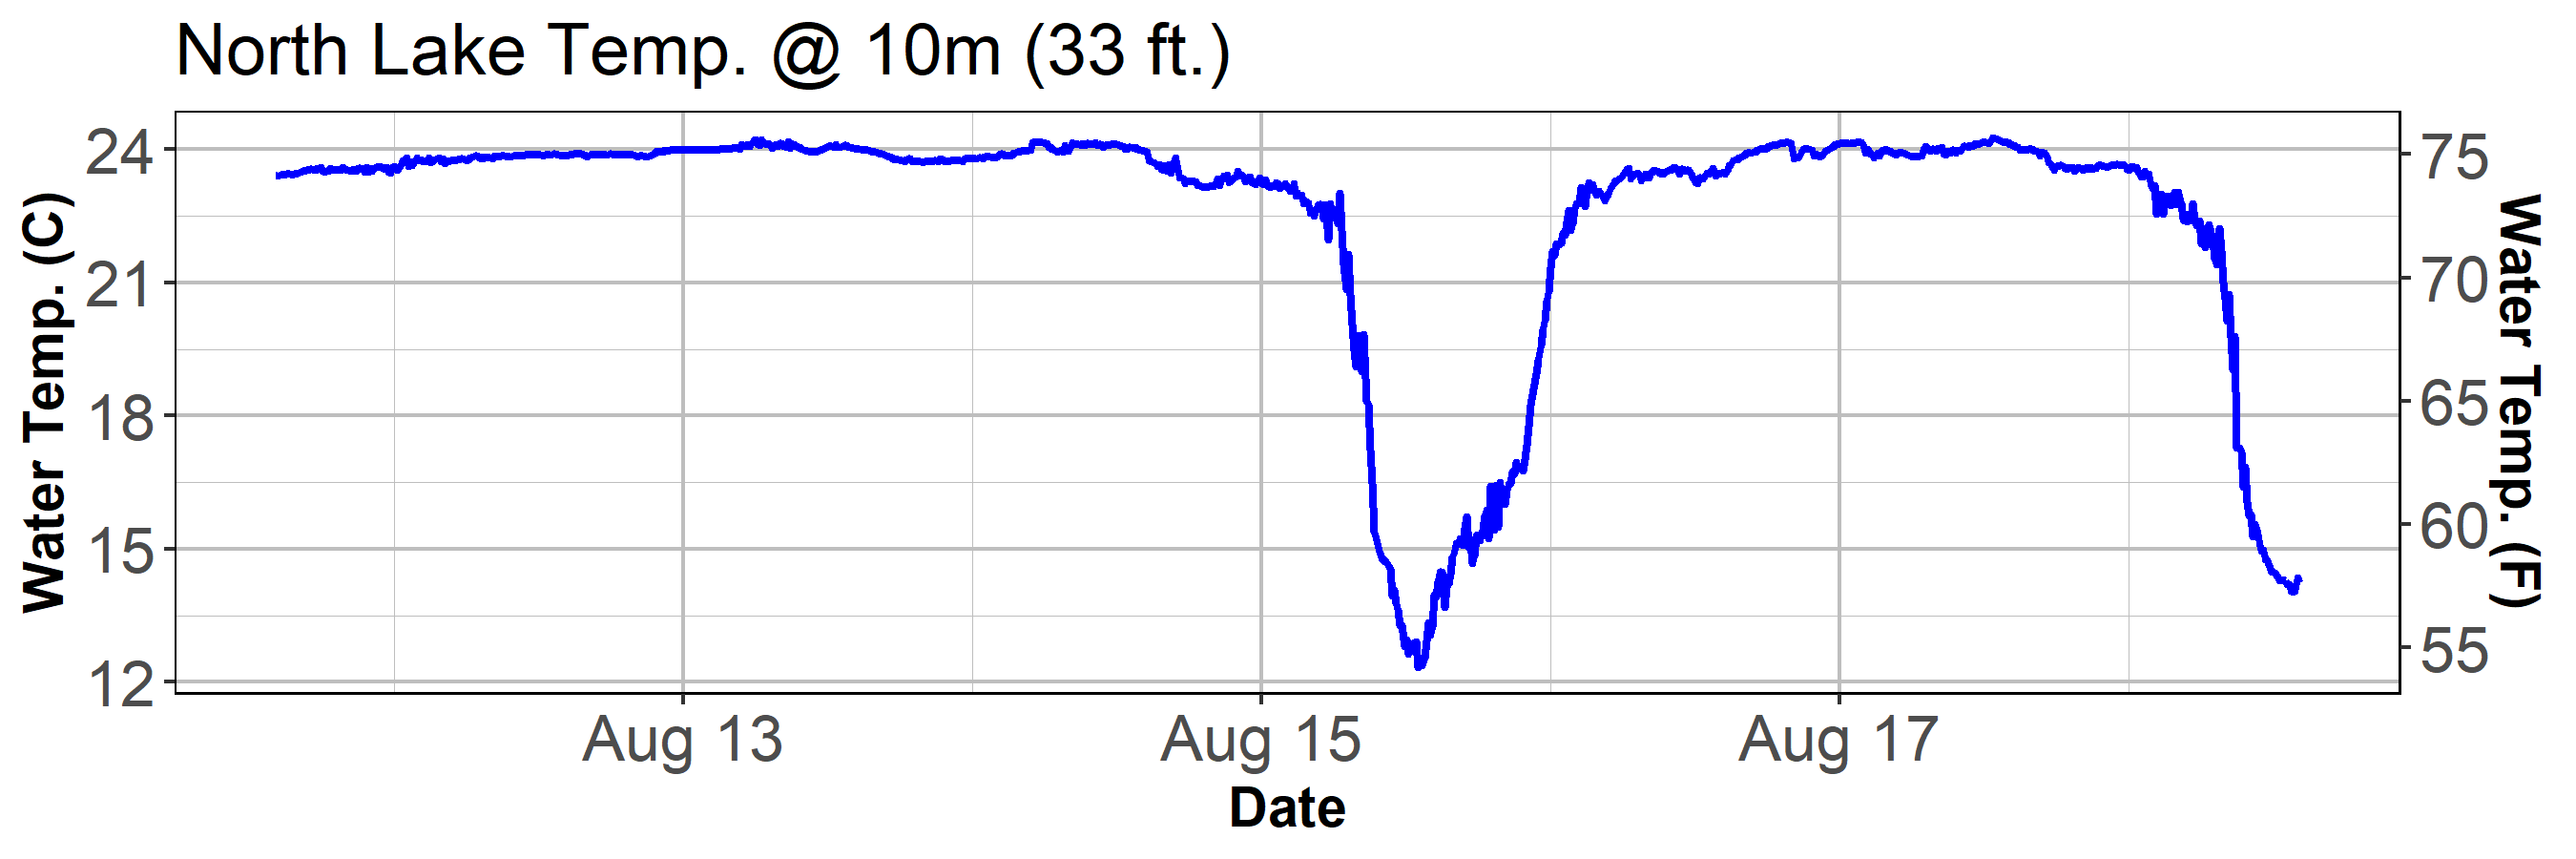 North Lake Temp. @ 10m (33 ft.)
Water Temp. (C)
24
21
18
15
12
75
70
65
60
55
Water Temp. (F)
Aug 13
Aug 15
Aug 17
Date